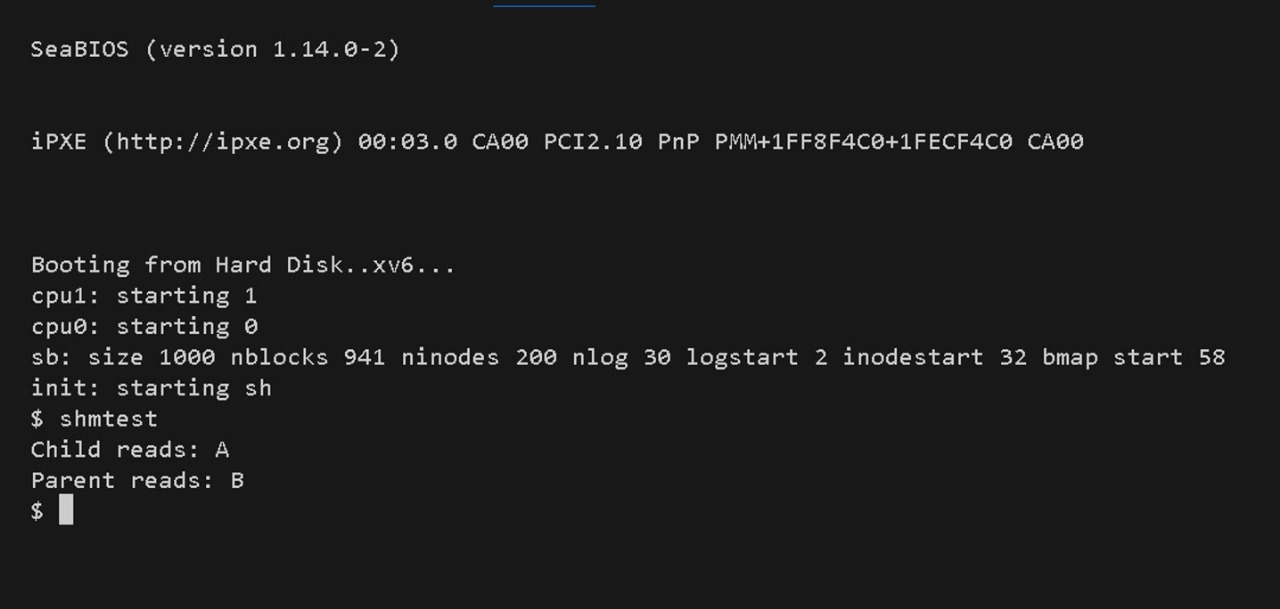 SeaBIOS (version 1.14.0-2)
iPXE (http://ipxe.org) 00:03.0 CA00 PCI2.10 PnP PMM+1FF8F4C0+1FECF4C0 CA00
Booting from Hard Disk..xv6...
cpu1: starting 1
cpu0: starting 0
sb: size 1000 nblocks 941 ninodes 200 nlog 30 logstart 2 inodestart 32 bmap start 58
init: starting sh
$ shmtest
Child reads: A
Parent reads: B
$